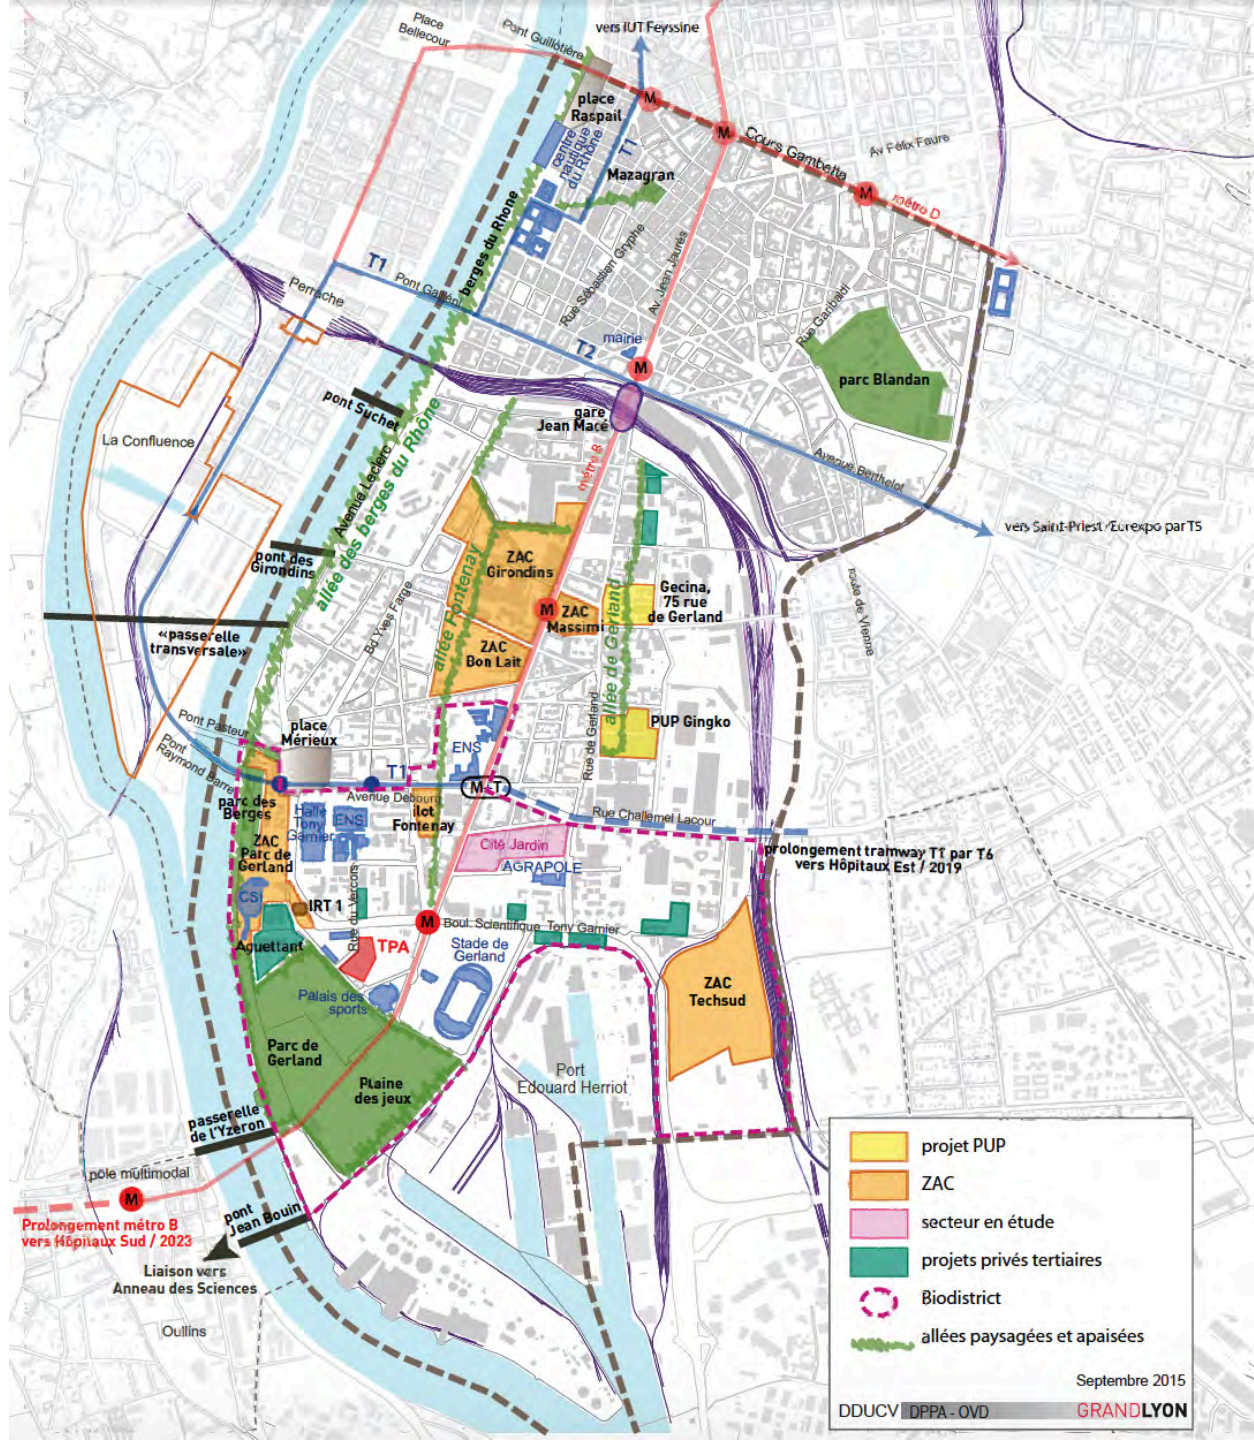 Place
Bellecour
Pont Guillotière
vers IUT Feyssine
place
Raspail
M
centre
nautique
du Rhône
T1
Mazagran
M
Cours Gambetta
Av Félix Faure
M
métro D
berges du Rhone
Rue Sébastien Gryphe
Av. Jean Jaurès
T1
Pont Galliéni
Perrache
T2
mairie
M
Rue Garibaldi
parc Blandan
pont Suchet
gare
Jean Macé
La Confluence
Avenue Leclerc
allée des berges du Rhône
métro B
Avenue Berthelot
vers Saint-Priest /Eurexpo par T5
pont des
Girondins
ZAC
Girondins
allée Fontenay
Bd Yves Farge
M
ZAC
Massimi
allée de Gerland
Gecina,
75 rue
de Gerland
route de Vienne
«passerelle
transversale»
ZAC
Bon Lait
Pont Pasteur
Pont
Raymond Barre
place
Mérieux
Rue de Gerland
PUP Gingko
ENS
T1
M
T
Avenue Debourg
parc des
Berges
Halle
Tony
Garnier
ENS
ilot
Fontenay
Rue Challemel Lacour
prolongement tramway T1 par T6
vers Hôpitaux Est / 2019
ZAC
Parc de
Gerland
Cité Jardin
AGRAPOLE
CSI
IRT 1
Rue du Vercors
M
Boul. Scientifique Tony Garnier
Aguettant
TPA
Stade de
Gerland
ZAC
Techsud
Palais des
sports
Parc de
Gerland
Plaine
des jeux
Port
Edouard Herriot
passerelle
de l'Yzeron
pôle multimodal
M
Prolongement métro B
vers Hôpitaux Sud / 2023
pont
Jean Bouin
Liaison vers
Anneau des Sciences
Oullins
projet PUP
ZAC
secteur en étude
projets privés tertiaires
Biodistrict
allées paysagées et apaisées
Septembre 2015
DDUCV DPPA - OVD GRANDLYON